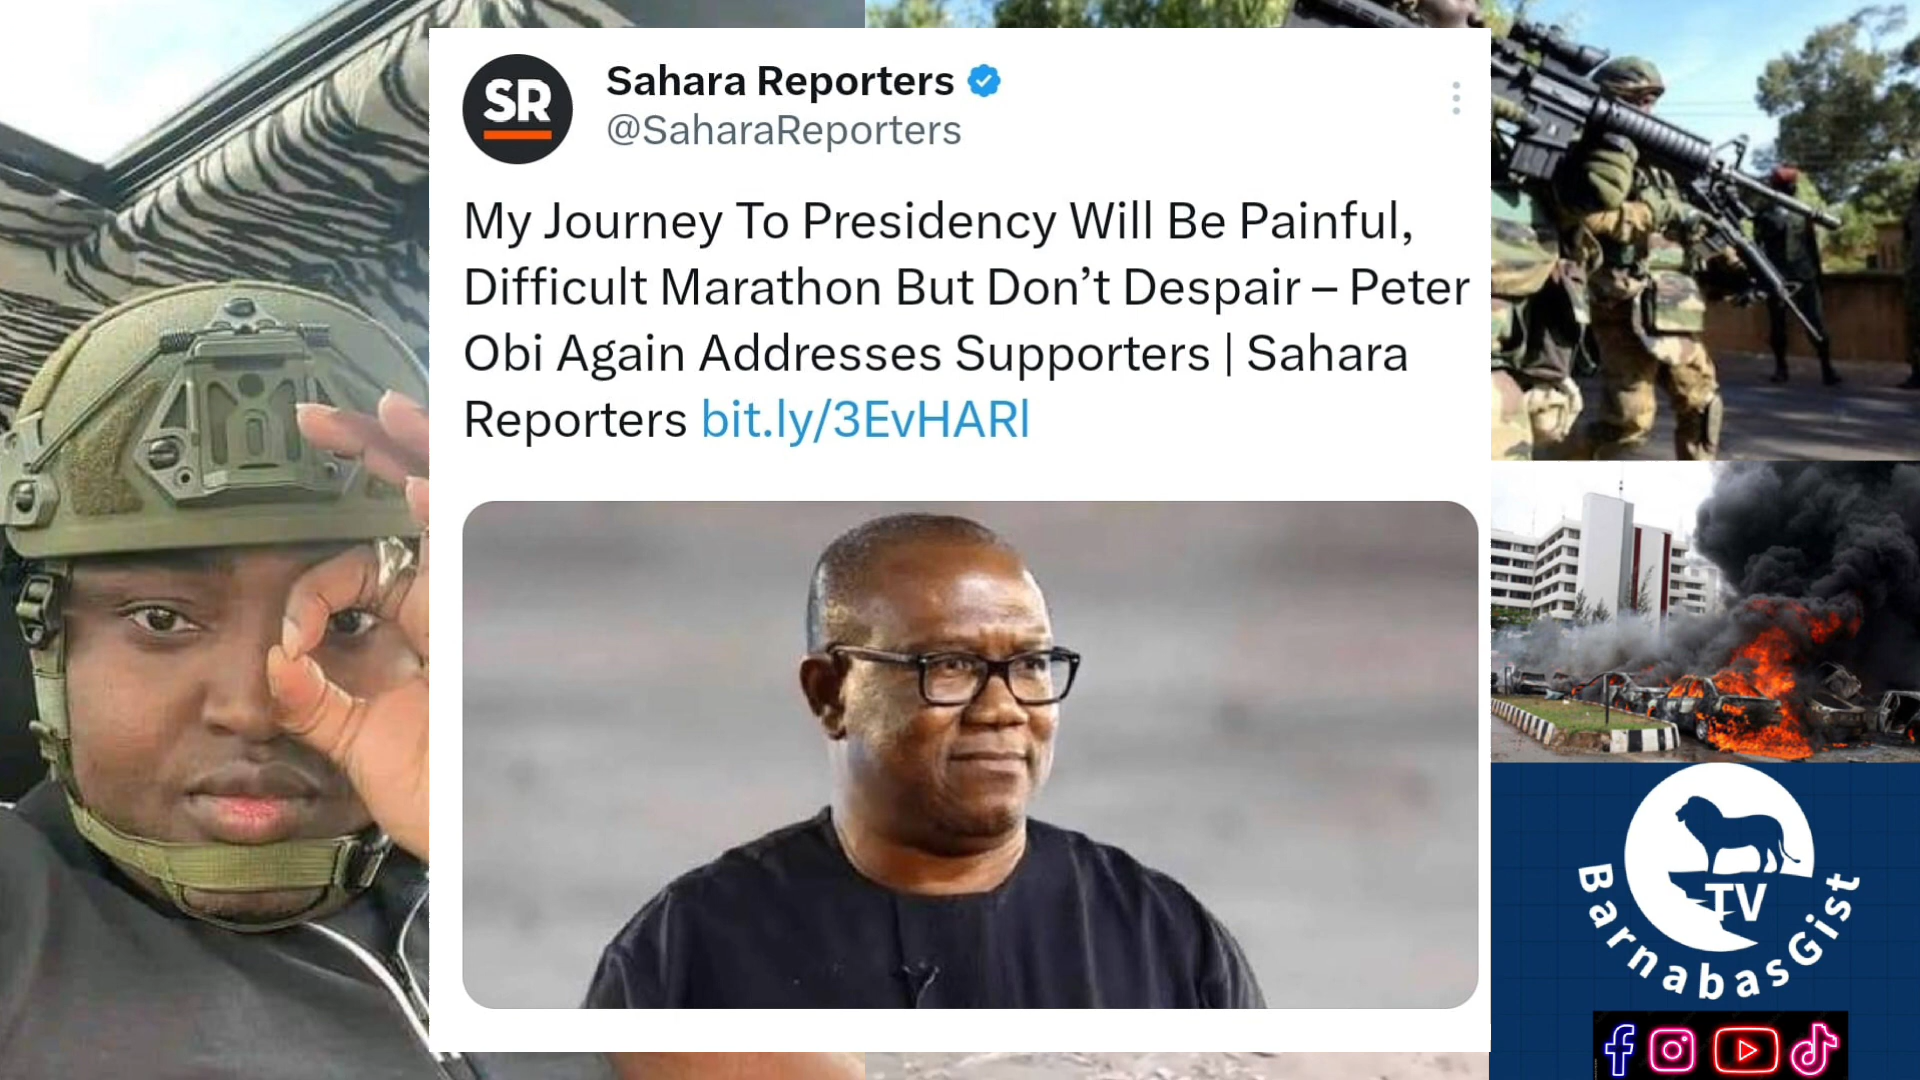 SR
Sahara Reporters
@SaharaReporters
My Journey To Presidency Will Be Painful,
Difficult Marathon But Don’t Despair – Peter
Obi Again Addresses Supporters | Sahara
Reporters bit.ly/3EvHARl
TV
BarnabasGist